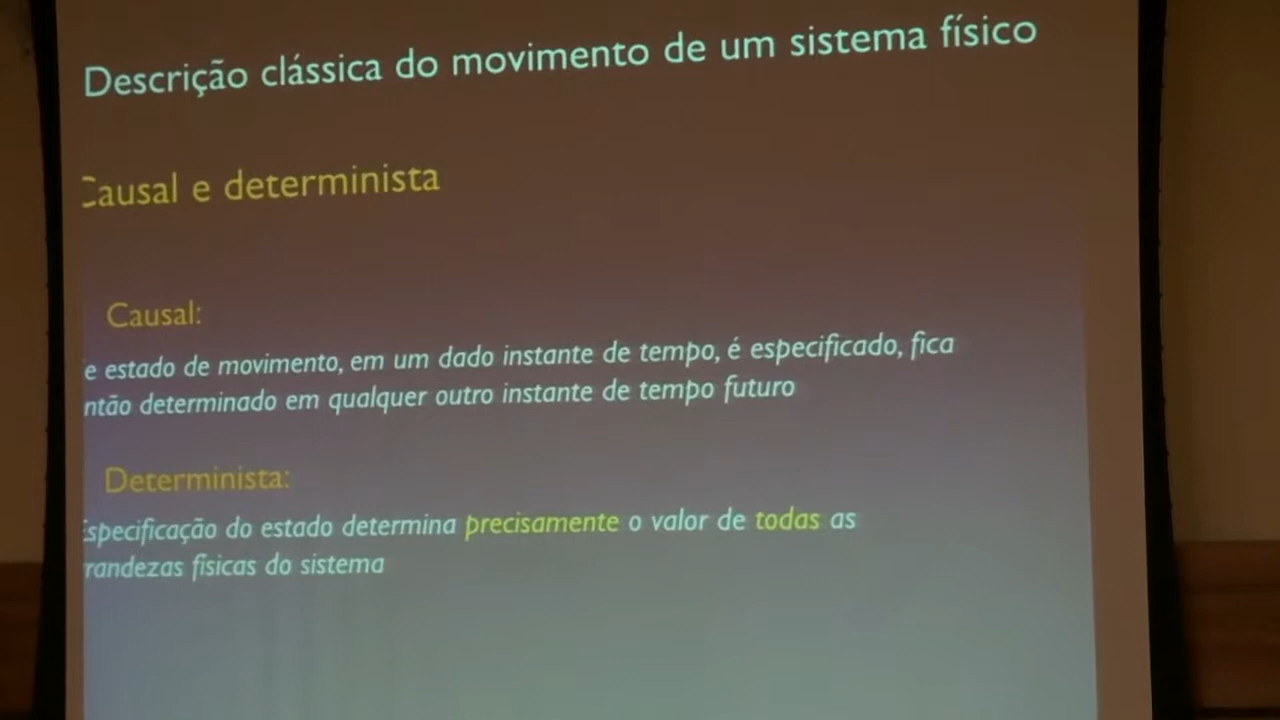 Descrição clássica do movimento de um sistema físico
Causal e determinista
Causal:
e estado de movimento, em um dado instante de tempo, é especificado, fica
ntão determinado em qualquer outro instante de tempo futuro
Determinista:
Especificação do estado determina precisamente o valor de todas as
randezas físicas do sistema